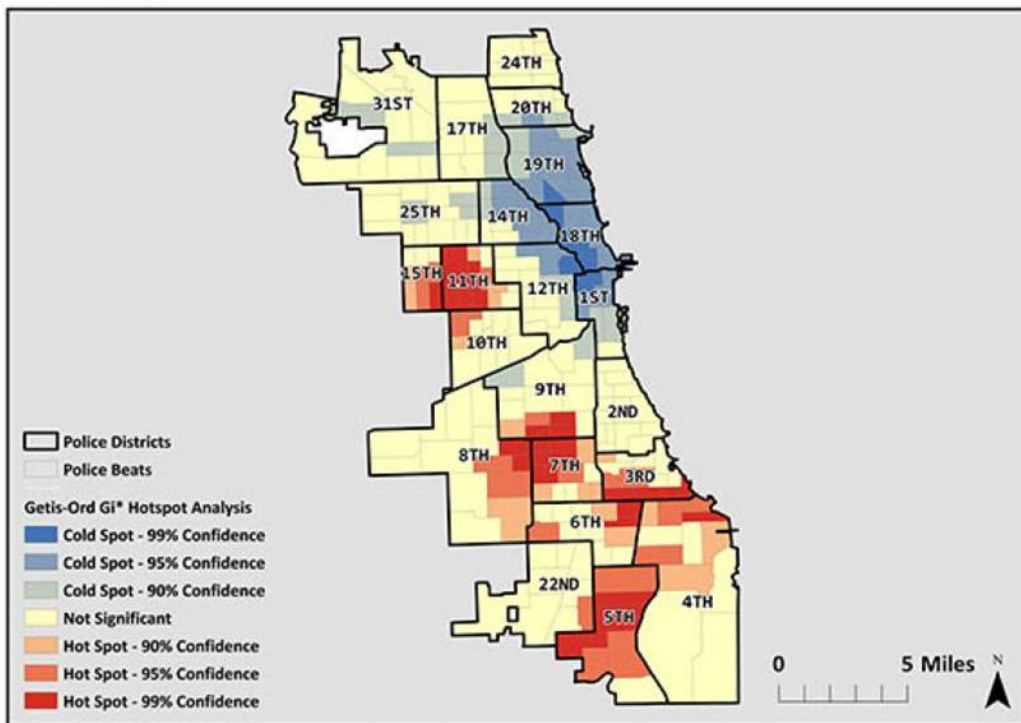 24TH
31ST
20TH
17TH
19TH
25TH
14TH
18TH
15TH
11TH
12TH
1ST
10TH
9TH
2ND
8TH
7TH
3RD
6TH
22ND
5TH
4TH
Police Districts
Police Beats
Getis-Ord Gi* Hotspot Analysis
Cold Spot - 99% Confidence
Cold Spot - 95% Confidence
Cold Spot - 90% Confidence
Not Significant
Hot Spot - 90% Confidence
Hot Spot - 95% Confidence
Hot Spot - 99% Confidence
0 5 Miles
N